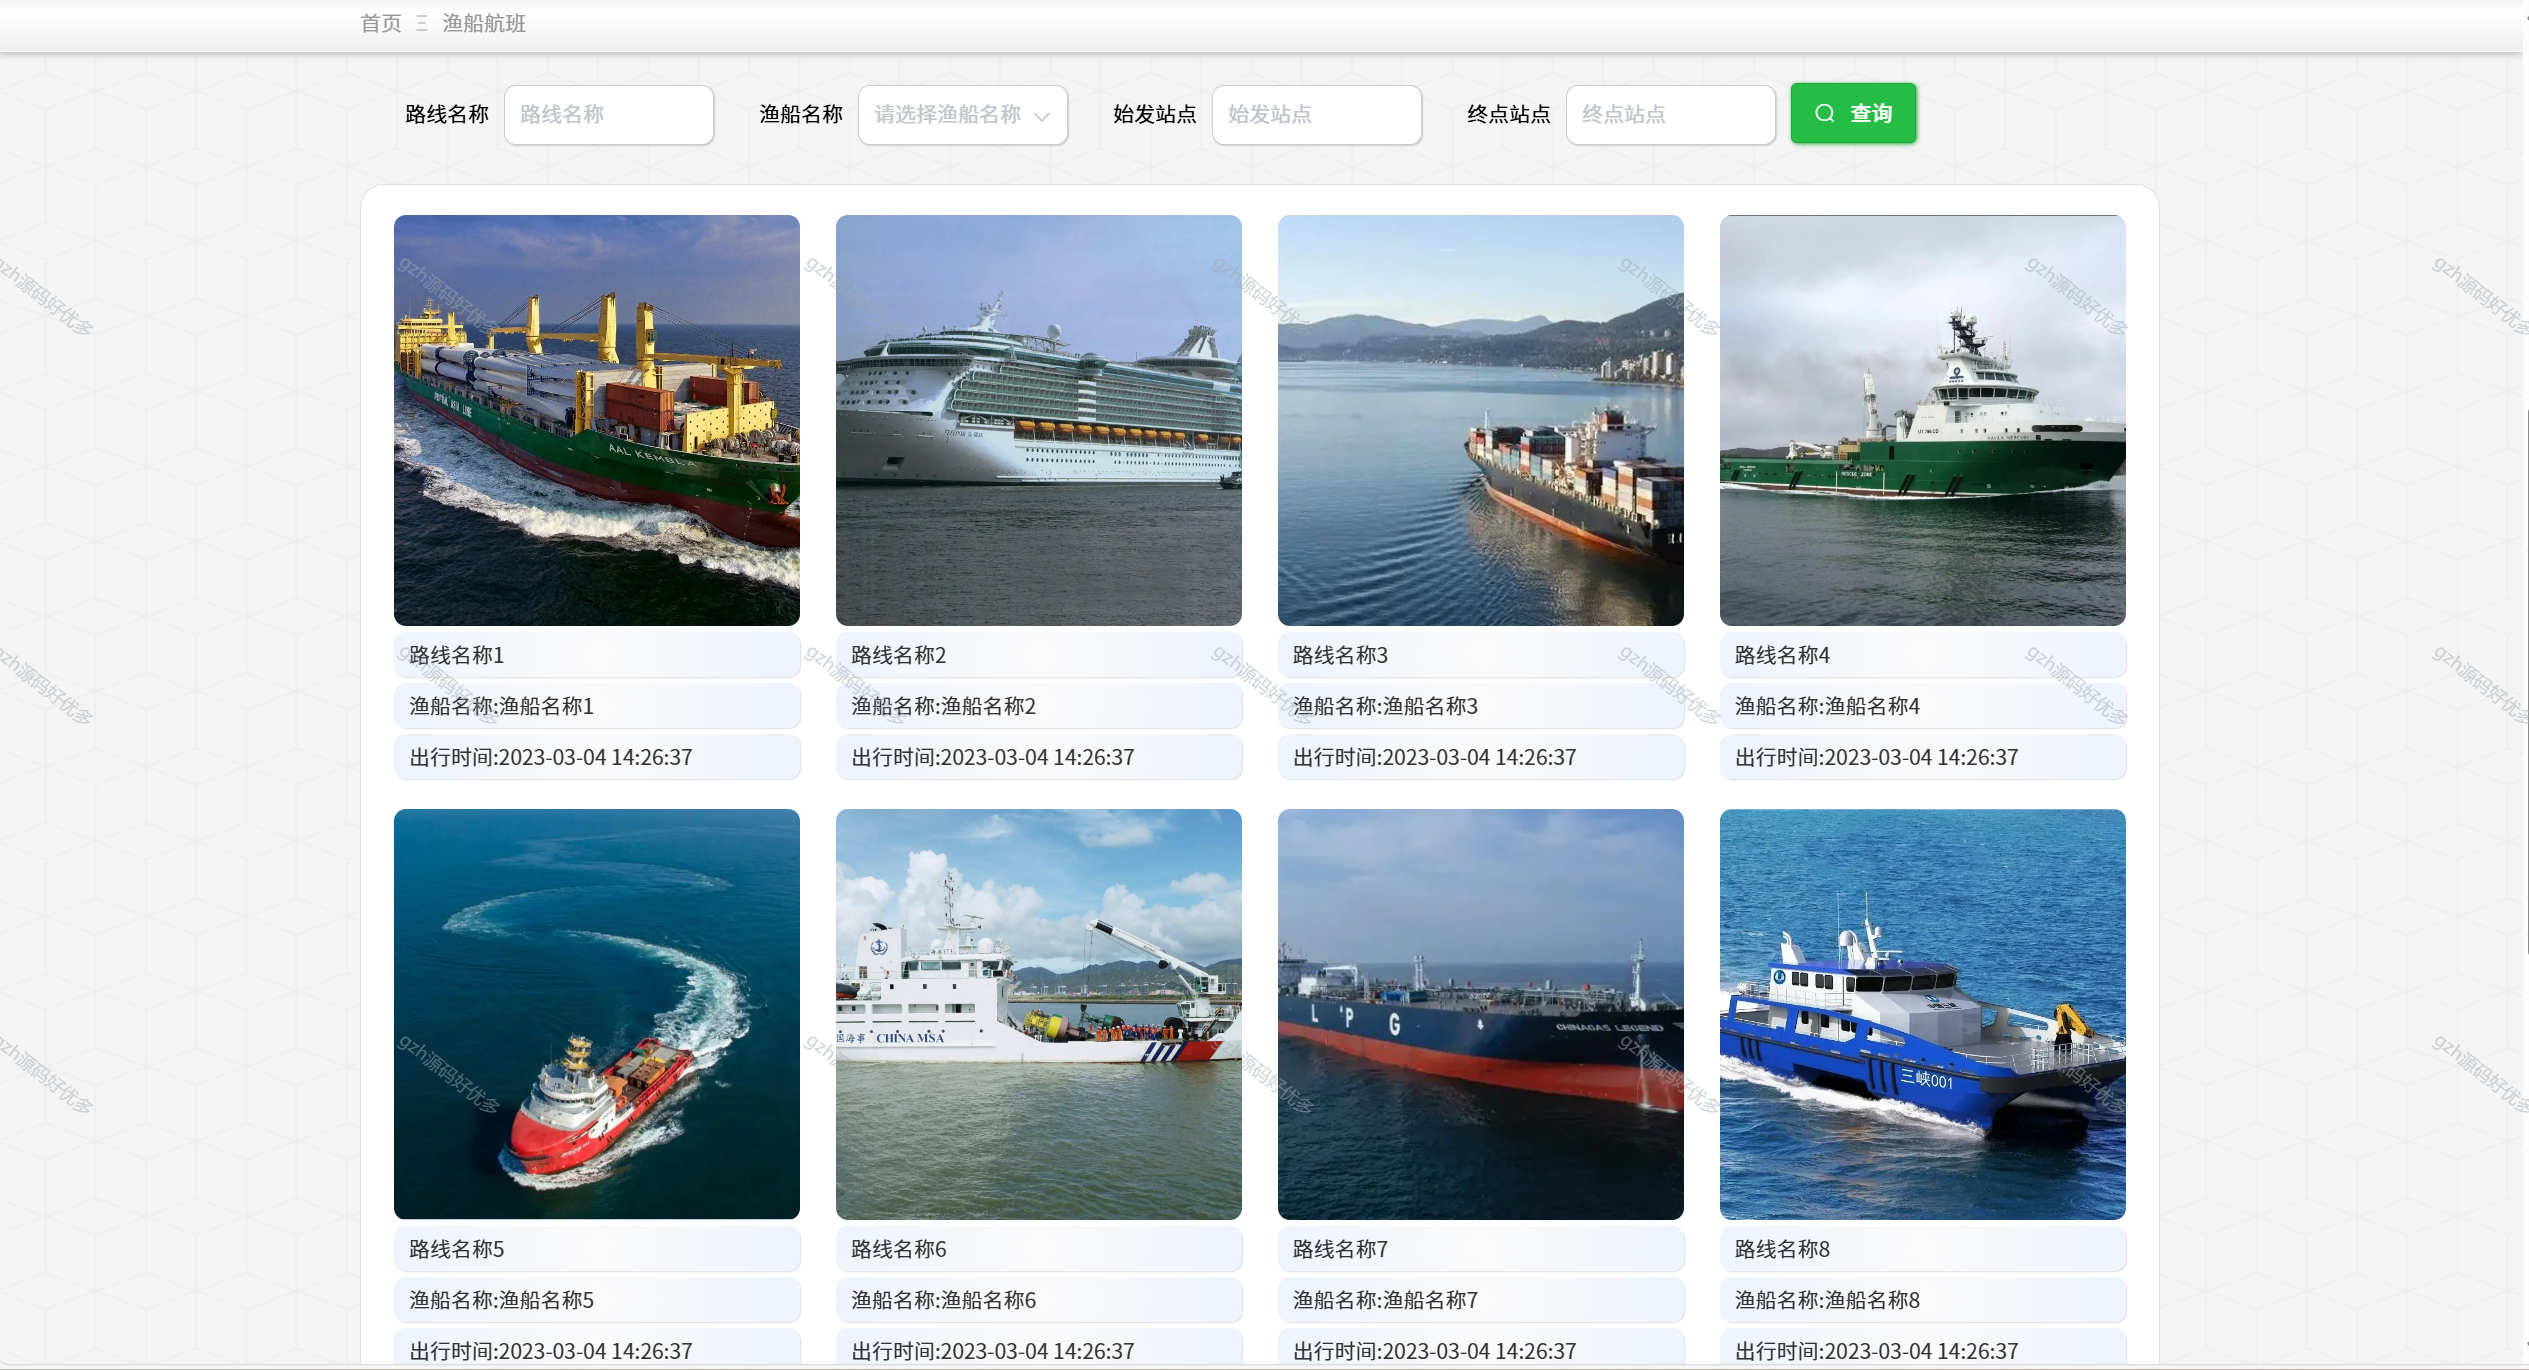 首页 Ξ 渔船航班
路线名称 路线名称 渔船名称 请选择渔船名称 始发站点 始发站点 终点站点 终点站点 查询
AAL KEMBLA
路线名称1 路线名称2 路线名称3 路线名称4
渔船名称:渔船名称1 渔船名称:渔船名称2 渔船名称:渔船名称3 渔船名称:渔船名称4
出行时间:2023-03-04 14:26:37 出行时间:2023-03-04 14:26:37 出行时间:2023-03-04 14:26:37 出行时间:2023-03-04 14:26:37
海事 CHINA MSA
L P G
CHINAGAS LEGEND
三峡001
路线名称5 路线名称6 路线名称7 路线名称8
渔船名称:渔船名称5 渔船名称:渔船名称6 渔船名称:渔船名称7 渔船名称:渔船名称8
出行时间:2023-03-04 14:26:37 出行时间:2023-03-04 14:26:37 出行时间:2023-03-04 14:26:37 出行时间:2023-03-04 14:26:37
gzh源码好优多